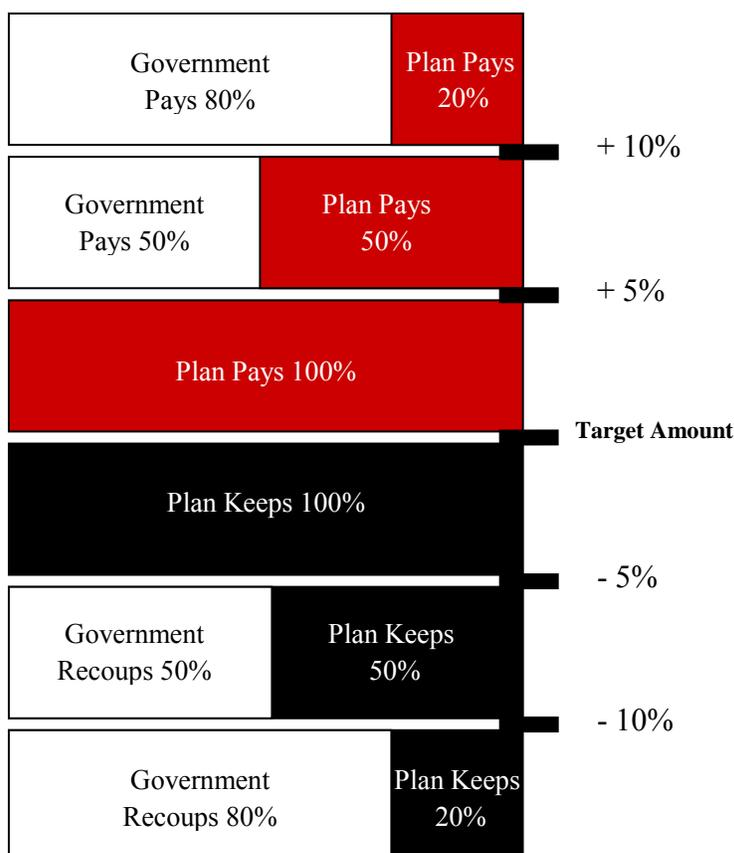 Government
Pays 80%
Plan Pays
20%
+ 10%
Government
Pays 50%
Plan Pays
50%
+ 5%
Plan Pays 100%
Target Amount
Plan Keeps 100%
- 5%
Government
Recoups 50%
Plan Keeps
50%
- 10%
Government
Recoups 80%
Plan Keeps
20%